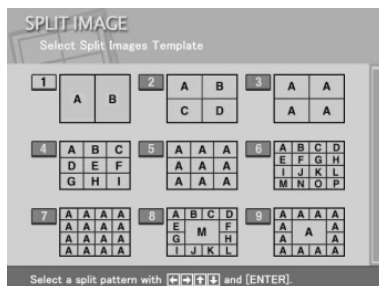 SPLIT IMAGE
Select Split Images Template
1
A B
2
A B
C D
3
A A
A A
4
A B C
D E F
G H I
5
A A A
A A A
A A A
6
A B C D
E F G H
I J K L
M N O P
7
A A A A
A A A A
A A A A
A A A A
8
A B C D
E F
M
G H
I J K L
9
A A A A
A A
A
A A
A A A A
Select a split pattern with [←][→][↑][↓] and [ENTER].